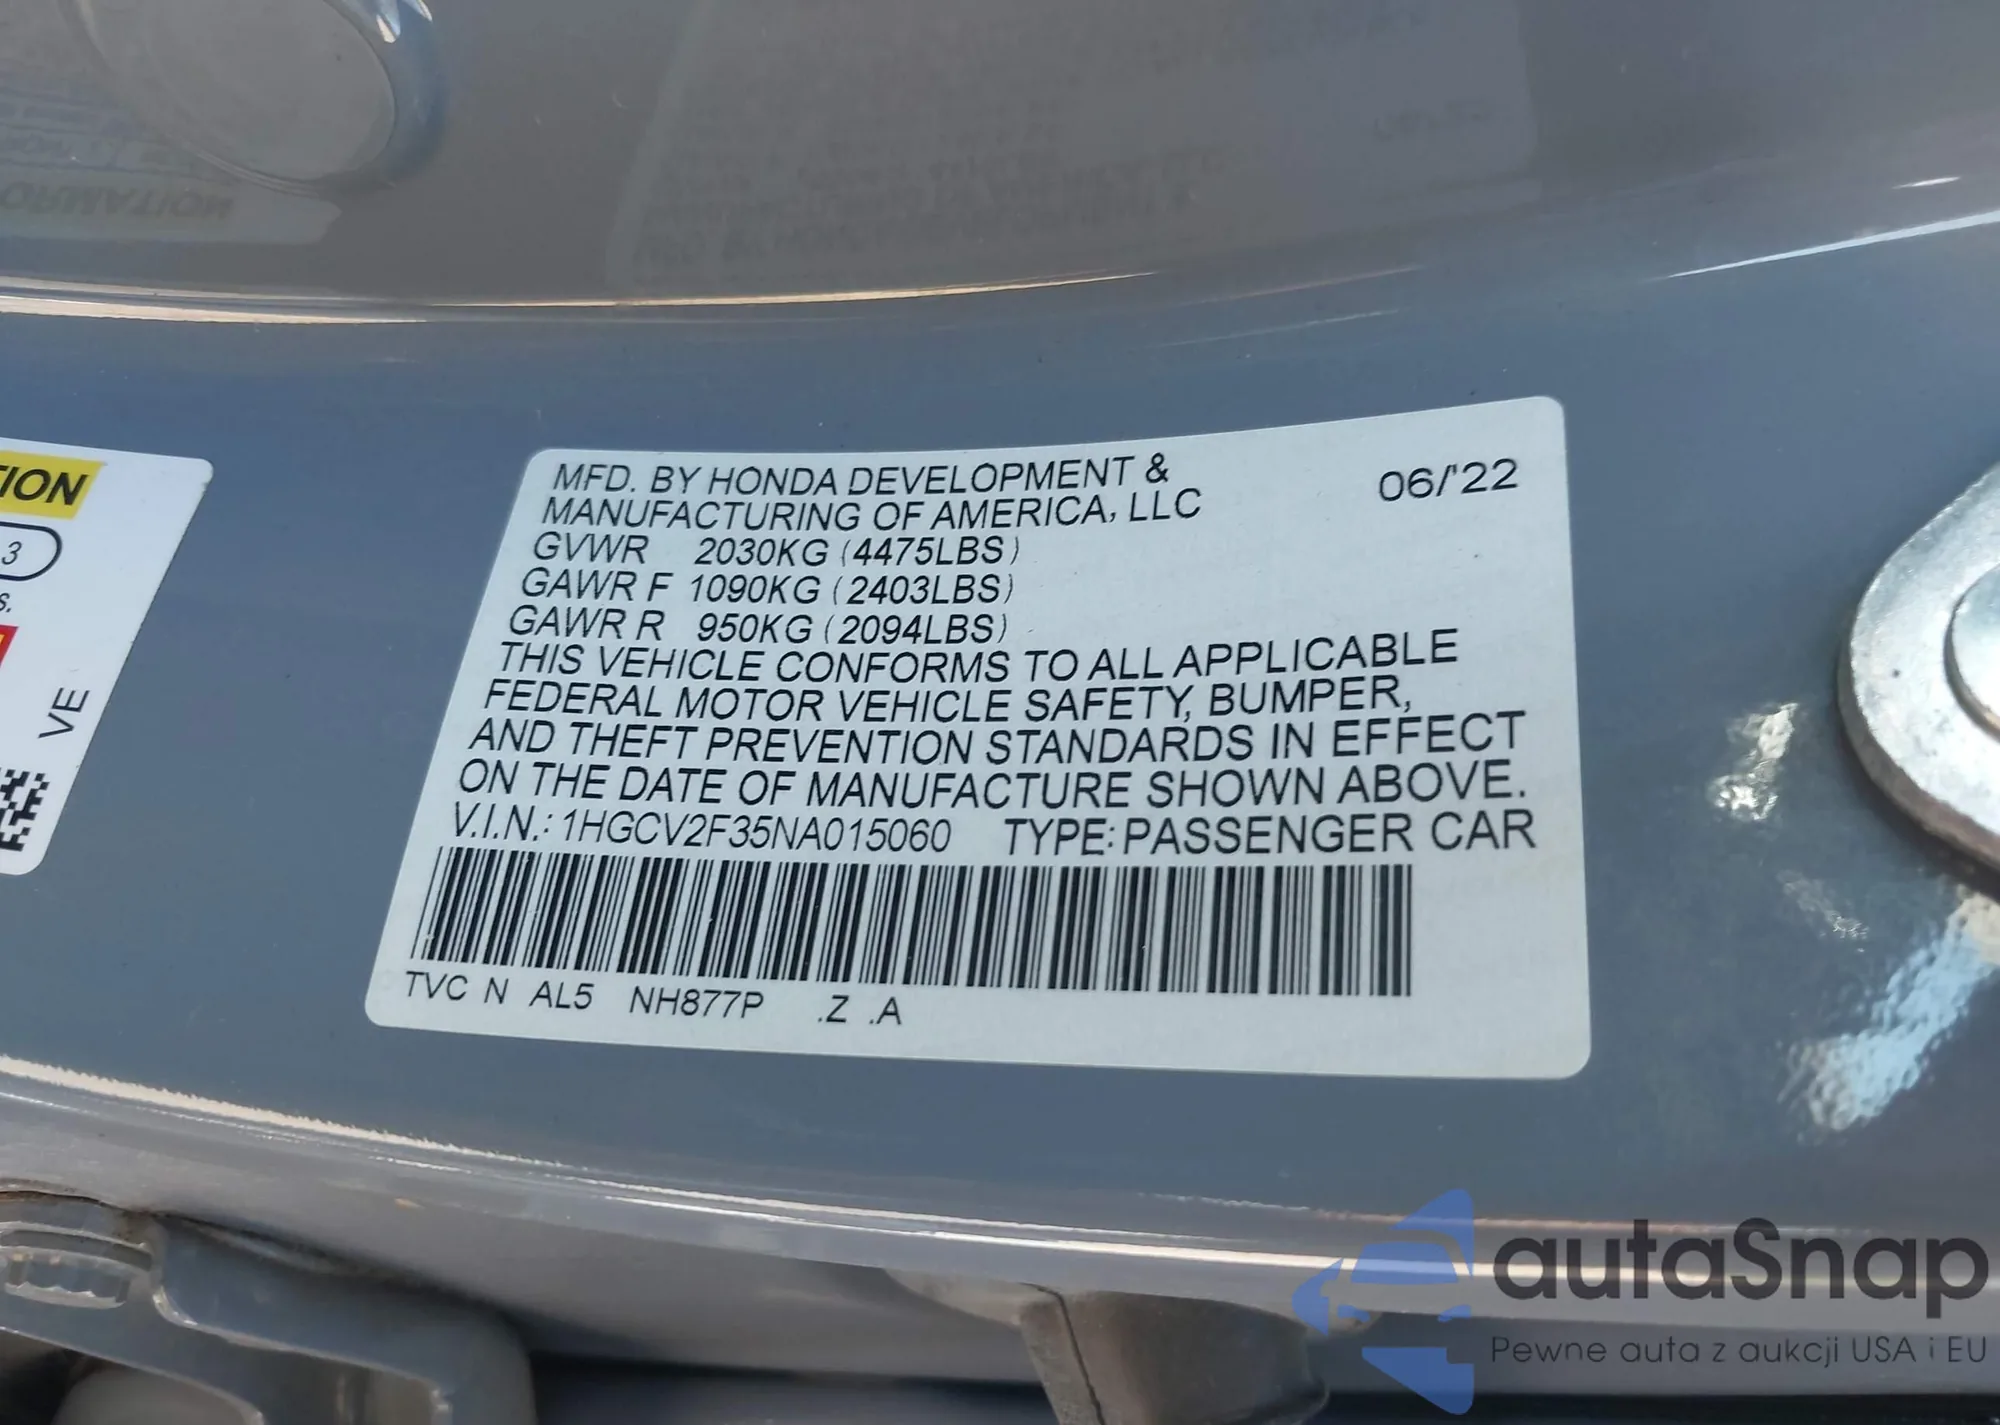 MFD. BY HONDA DEVELOPMENT &
MANUFACTURING OF AMERICA, LLC
06/'22
GVWR 2030KG (4475LBS)
GAWR F 1090KG (2403LBS)
GAWR R 950KG (2094LBS)
THIS VEHICLE CONFORMS TO ALL APPLICABLE
FEDERAL MOTOR VEHICLE SAFETY, BUMPER,
AND THEFT PREVENTION STANDARDS IN EFFECT
ON THE DATE OF MANUFACTURE SHOWN ABOVE.
V.I.N.: 1HGCV2F35NA015060 TYPE: PASSENGER CAR
TVC N AL5 NH877P .Z .A
TION
3
S.
VE
autaSnap
Pewne auta z aukcji USA i EU